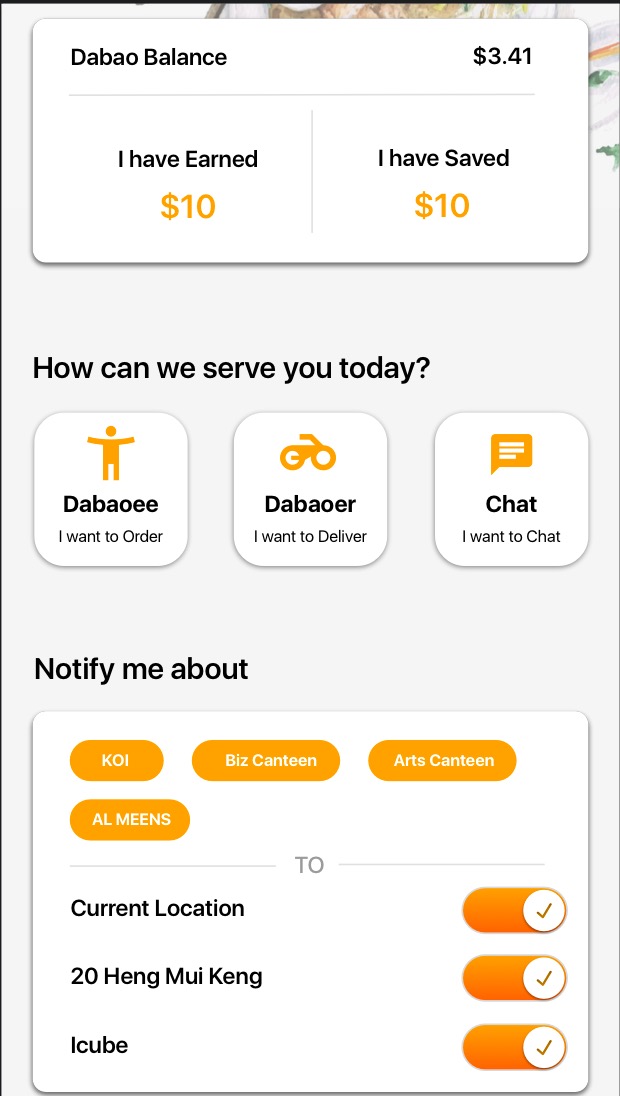 Dabao Balance $3.41
I have Earned I have Saved
$10 $10
How can we serve you today?
Dabaoee Dabaoer Chat
I want to Order I want to Deliver I want to Chat
Notify me about
KOI Biz Canteen Arts Canteen
AL MEENS
TO
Current Location
20 Heng Mui Keng
Icube